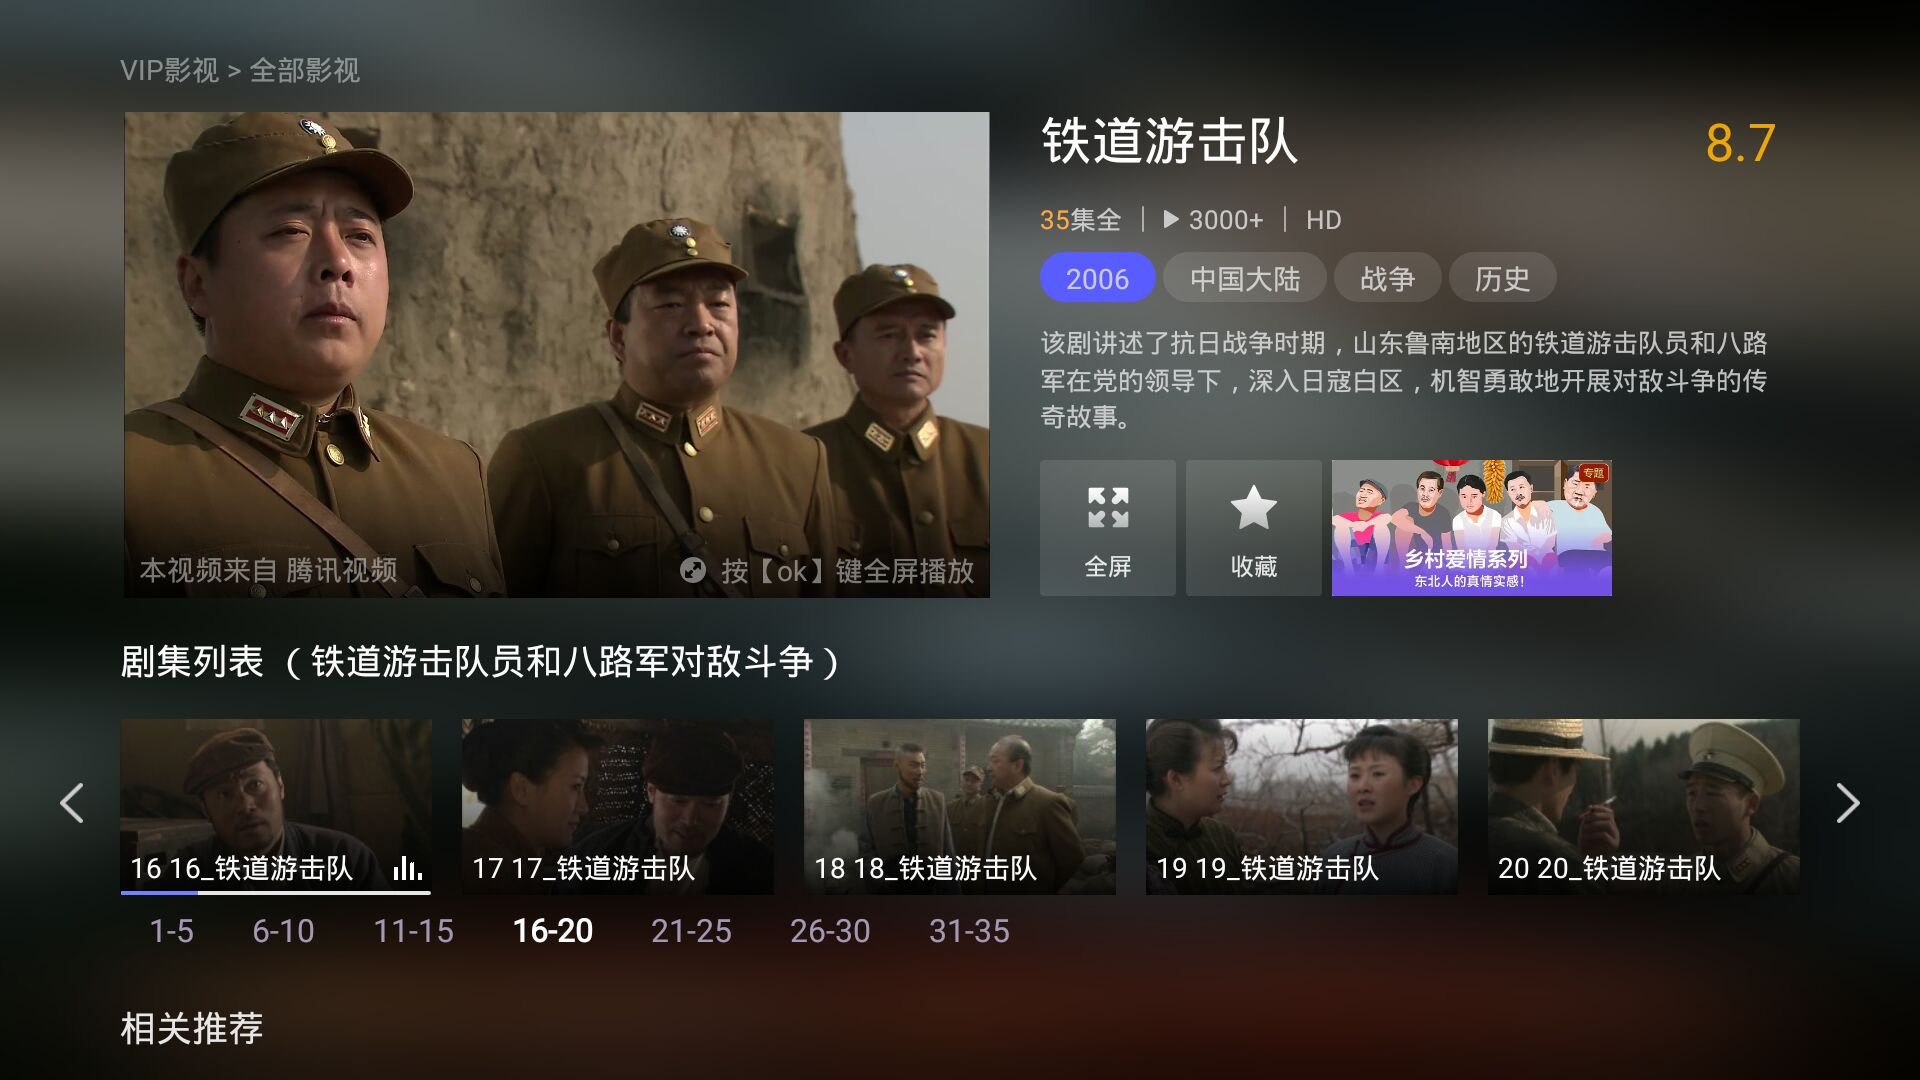 VIP影视 > 全部影视
铁道游击队
8.7
35集全 | 3000+ | HD
2006 中国大陆 战争 历史
该剧讲述了抗日战争时期，山东鲁南地区的铁道游击队员和八路
军在党的领导下，深入日寇白区，机智勇敢地开展对敌斗争的传
奇故事。
本视频来自 腾讯视频
按【ok】键全屏播放
全屏
收藏
专题
乡村爱情系列
东北人的真情实感！
剧集列表 （铁道游击队员和八路军对敌斗争）
16 16_铁道游击队
17 17_铁道游击队
18 18_铁道游击队
19 19_铁道游击队
20 20_铁道游击队
1-5 6-10 11-15 16-20 21-25 26-30 31-35
相关推荐